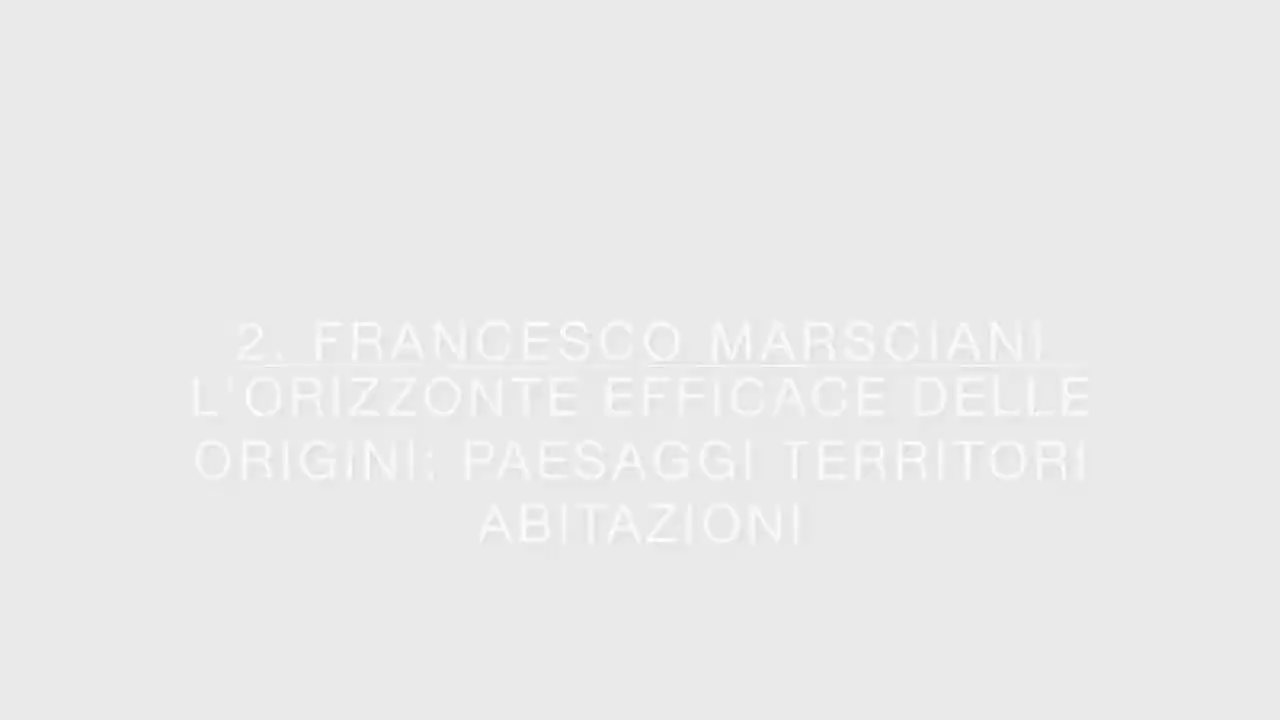 2. FRANCESCO MARSCIANI
L'ORIZZONTE EFFICACE DELLE
ORIGINI: PAESAGGI TERRITORI
ABITAZIONI